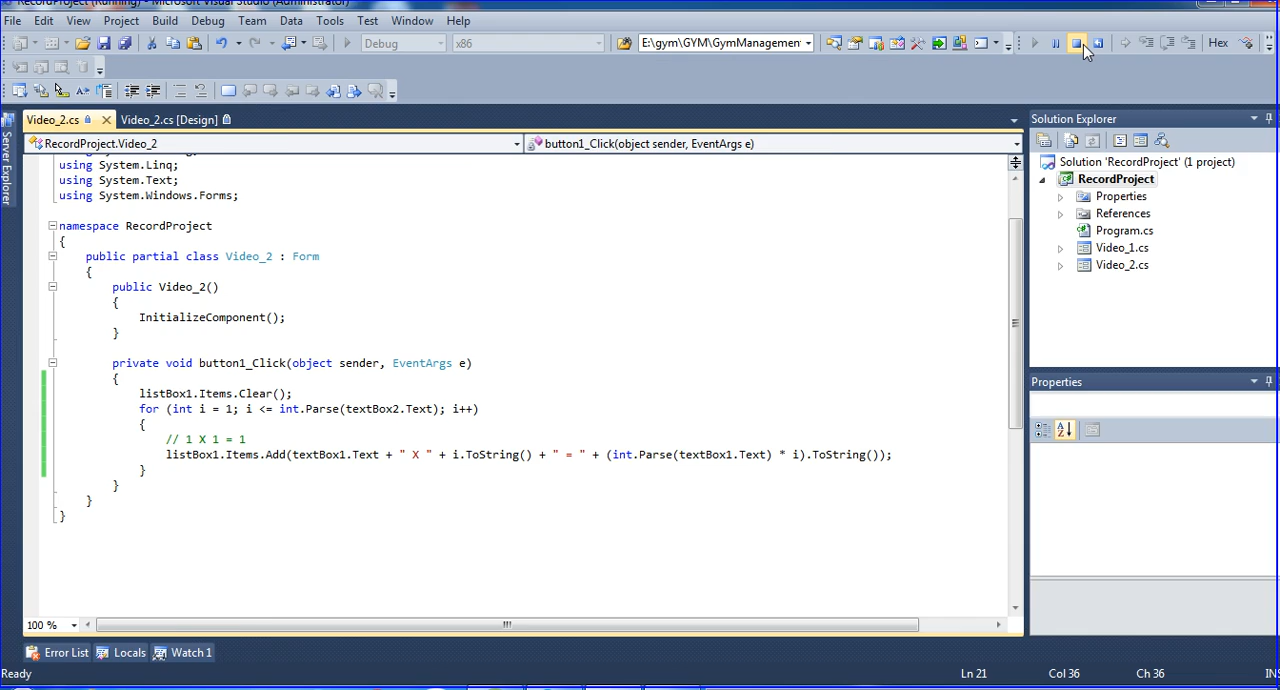 RecordProject (Running) - Microsoft Visual Studio (Administrator)
File Edit View Project Build Debug Team Data Tools Test Window Help
Debug x86 E:\gym\GYM\GymManagement Hex
Video_2.cs Video_2.cs [Design]
RecordProject.Video_2 button1_Click(object sender, EventArgs e)
Server Explorer
using System.Linq;
using System.Text;
using System.Windows.Forms;
namespace RecordProject
{
public partial class Video_2 : Form
{
public Video_2()
{
InitializeComponent();
}
private void button1_Click(object sender, EventArgs e)
{
listBox1.Items.Clear();
for (int i = 1; i <= int.Parse(textBox2.Text); i++)
{
// 1 X 1 = 1
listBox1.Items.Add(textBox1.Text + " X " + i.ToString() + " = " + (int.Parse(textBox1.Text) * i).ToString());
}
}
}
}
100 %
Solution Explorer
Solution 'RecordProject' (1 project)
RecordProject
Properties
References
Program.cs
Video_1.cs
Video_2.cs
Properties
Error List Locals Watch 1
Ready Ln 21 Col 36 Ch 36 INS